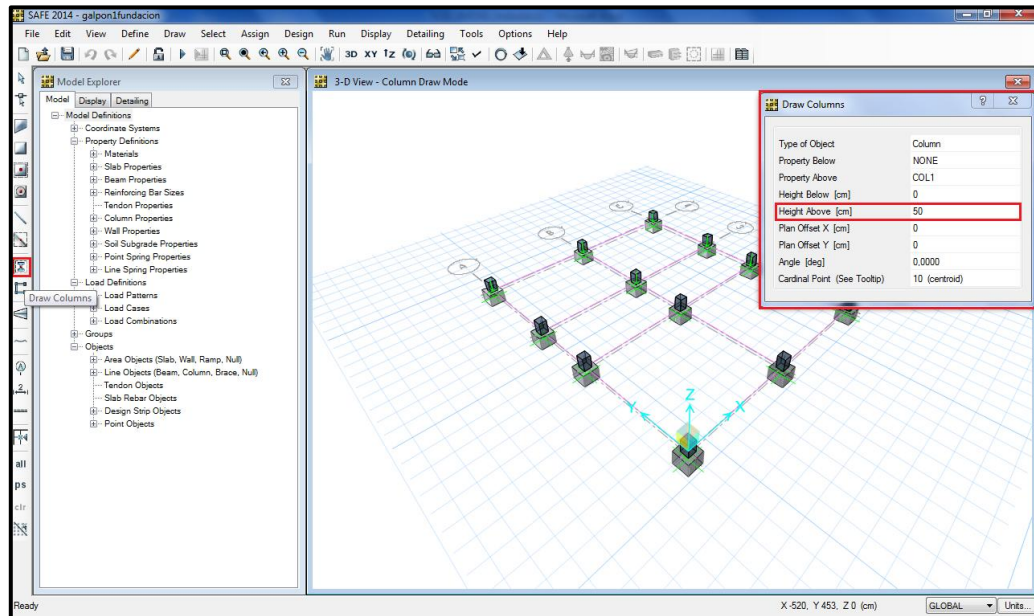 SAFE 2014 - galpon1fundacion
File Edit View Define Draw Select Assign Design Run Display Detailing Tools Options Help
3D XY
Model Explorer
Model Display Detailing
Model Definitions
Coordinate Systems
Property Definitions
Materials
Slab Properties
Beam Properties
Reinforcing Bar Sizes
Tendon Properties
Column Properties
Wall Properties
Soil Subgrade Properties
Point Spring Properties
Line Spring Properties
Load Definitions
Load Patterns
Load Cases
Load Combinations
Groups
Objects
Area Objects (Slab, Wall, Ramp, Null)
Line Objects (Beam, Column, Brace, Null)
Tendon Objects
Slab Rebar Objects
Design Strip Objects
Point Objects
Draw Columns
all
ps
clr
3-D View - Column Draw Mode
A
B
C
4
3
Y
Z
X
Draw Columns
Type of Object Column
Property Below NONE
Property Above COL1
Height Below [cm] 0
Height Above [cm] 50
Plan Offset X [cm] 0
Plan Offset Y [cm] 0
Angle [deg] 0,0000
Cardinal Point (See Tooltip) 10 (centroid)
Ready
X -520, Y 453, Z 0 (cm)
GLOBAL
Units...